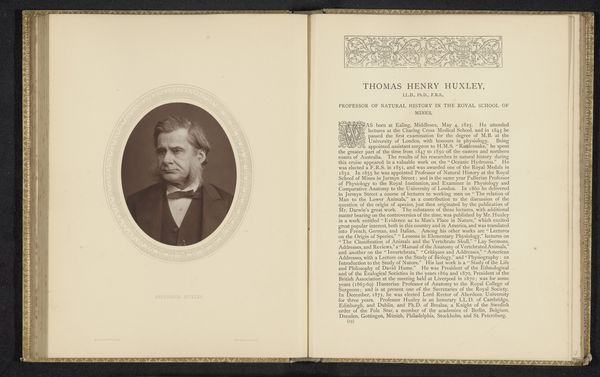 PROFESSOR HUXLEY.
THOMAS HENRY HUXLEY,
LL.D., Ph.D., F.R.S.,
PROFESSOR OF NATURAL HISTORY IN THE ROYAL SCHOOL OF
MINES,
WAS born at Ealing, Middlesex, May 4, 1825. He attended
lectures at the Charing Cross Medical School, and in 1845 he
passed the first examination for the degree of M.B. at the
University of London, with honours in physiology. Being
appointed assistant surgeon to H.M.S. "Rattlesnake," he spent
the greater part of the time from 1847 to 1850 off the eastern and northern
coasts of Australia. The results of his researches in natural history during
this cruise appeared in a valuable work on the "Oceanic Hydrozoa." He
was elected a F.R.S. in 1851, and was awarded one of the Royal Medals in
1852. In 1855 he was appointed Professor of Natural History at the Royal
School of Mines in Jermyn Street; and in the same year Fullerian Professor
of Physiology to the Royal Institution, and Examiner in Physiology and
Comparative Anatomy to the University of London. In 1860 he delivered
in Jermyn Street a course of lectures to working men on "The relation of
Man to the Lower Animals," as a contribution to the discussion of the
question of the origin of species, just then originated by the publication of
Mr. Darwin's great work. The substance of these lectures, with additional
matter bearing on the controversies of the time, was published by Mr. Huxley
in a work entitled "Evidence as to Man's Place in Nature," which excited
great popular interest, both in this country and in America, and was translated
into French, German, and Italian. Among his other works are "Lectures
on the Origin of Species," "Lessons in Elementary Physiology," lectures on
"The Classification of Animals and the Vertebrate Skull," "Lay Sermons,
Addresses, and Reviews," a "Manual of the Anatomy of Vertebrated Animals,"
and another on the "Invertebrata," "Critiques and Addresses," "American
Addresses, with a Lecture on the Study of Biology," and "Physiography: an
Introduction to the Study of Nature." His last work is a "Study of the Life
and Philosophy of David Hume." He was President of the Ethnological
and of the Geological Societies in the years 1869 and 1870, President of the
British Association at the meeting held at Liverpool in 1870; was for some
years (1863-69) Hunterian Professor of Anatomy to the Royal College of
Surgeons; and is at present one of the Secretaries of the Royal Society.
In December, 1872, he was elected Lord Rector of Aberdeen University
for three years. Professor Huxley is an honorary LL.D. of Cambridge,
Edinburgh, and Dublin, and Ph.D. of Breslau, a Knight of the Swedish
order of the Pole Star, a member of the academies of Berlin, Belgium,
Dresden, Gottingen, Münich, Philadelphia, Stockholm, and St. Petersburg.